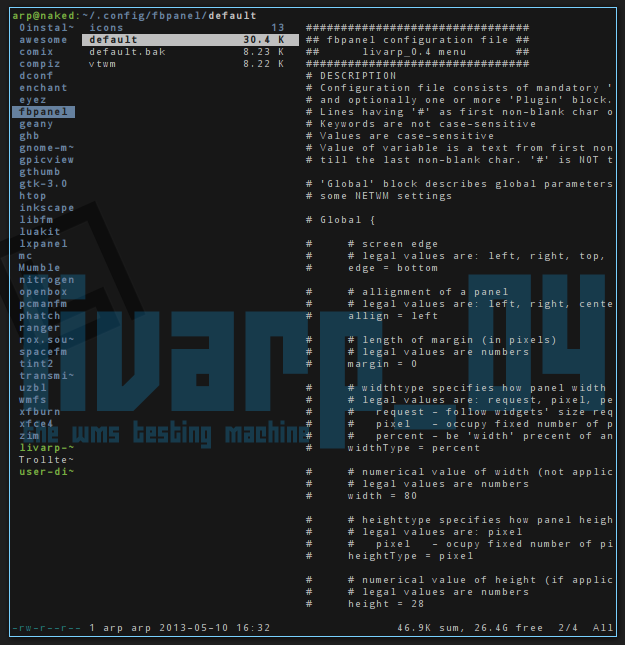 arp@naked:~/.config/fbpanel/default
0instal~
awesome
comix
compiz
dconf
enchant
eyez
fbpanel
geany
ghb
gnome-m~
gpicview
gthumb
gtk-3.0
htop
inkscape
libfm
luakit
lxpanel
mc
Mumble
nitrogen
openbox
pcmanfm
phatch
ranger
rox.sou~
spacefm
tint2
transmi~
uzbl
wmfs
xfburn
xfce4
zim
livarp-~
Trollte~
user-di~
icons 13
default 30.4 K
default.bak 8.23 K
vtwm 8.22 K
################################
## fbpanel configuration file ##
## livarp_0.4 menu ##
################################
# DESCRIPTION
# Configuration file consists of mandatory '
# and optionally one or more 'Plugin' block.
# Lines having '#' as first non-blank char o
# Keywords are not case-sensitive
# Values are case-sensitive
# Value of variable is a text from first non
# till the last non-blank char. '#' is NOT t
# 'Global' block describes global parameters
# some NETWM settings
# Global {
# # screen edge
# # legal values are: left, right, top,
# edge = bottom
# # allignment of a panel
# # legal values are: left, right, cente
# allign = left
# # length of margin (in pixels)
# # legal values are numbers
# margin = 0
# # widthtype specifies how panel width
# # legal values are: request, pixel, pe
# # request - follow widgets' size req
# # pixel - occupy fixed number of p
# # percent - be 'width' precent of an
# widthType = percent
# # numerical value of width (not applic
# # legal values are numbers
# width = 80
# # heighttype specifies how panel heigh
# # legal values are: pixel
# # pixel - ocupy fixed number of pi
# heightType = pixel
# # numerical value of height (if applic
# # legal values are numbers
# height = 28
livarp_04
the wms testing machine
-rw-r--r-- 1 arp arp 2013-05-10 16:32 46.9K sum, 26.4G free 2/4 All